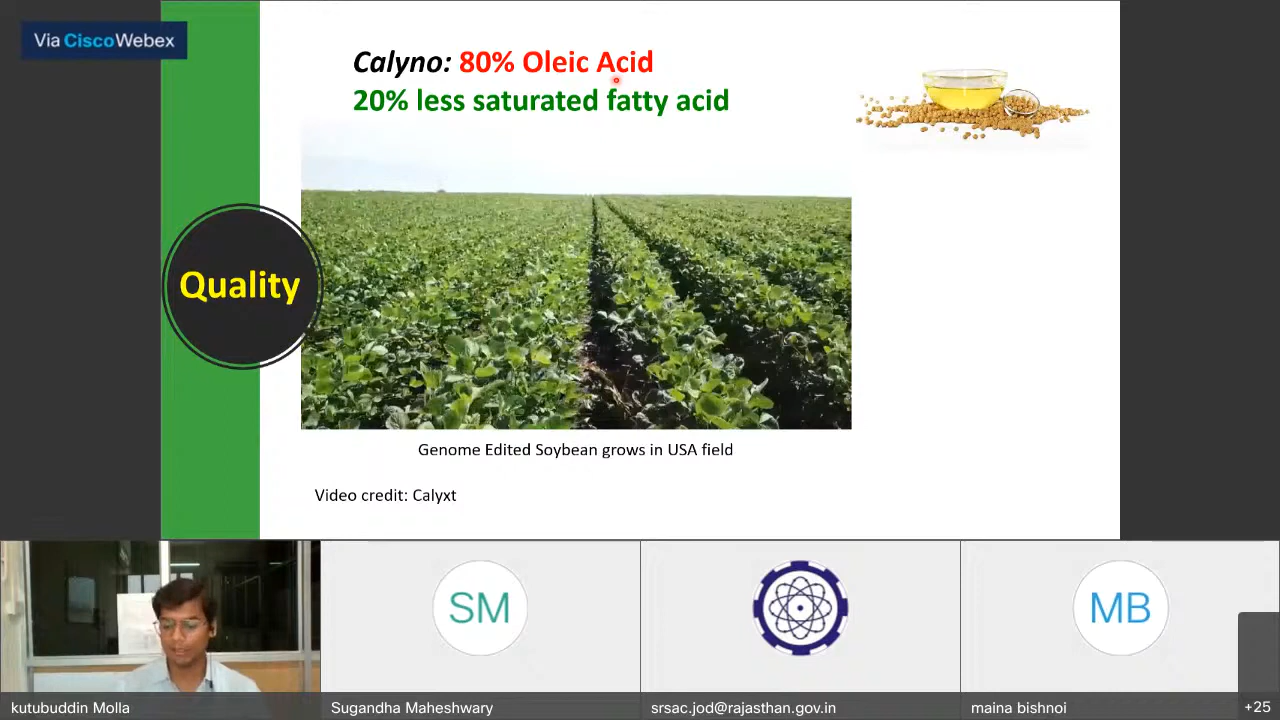 Via CiscoWebex
Calyno: 80% Oleic Acid
20% less saturated fatty acid
Quality
Genome Edited Soybean grows in USA field
Video credit: Calyxt
SM
MB
kutubuddin Molla
Sugandha Maheshwary
srsac.jod@rajasthan.gov.in
maina bishnoi
+25